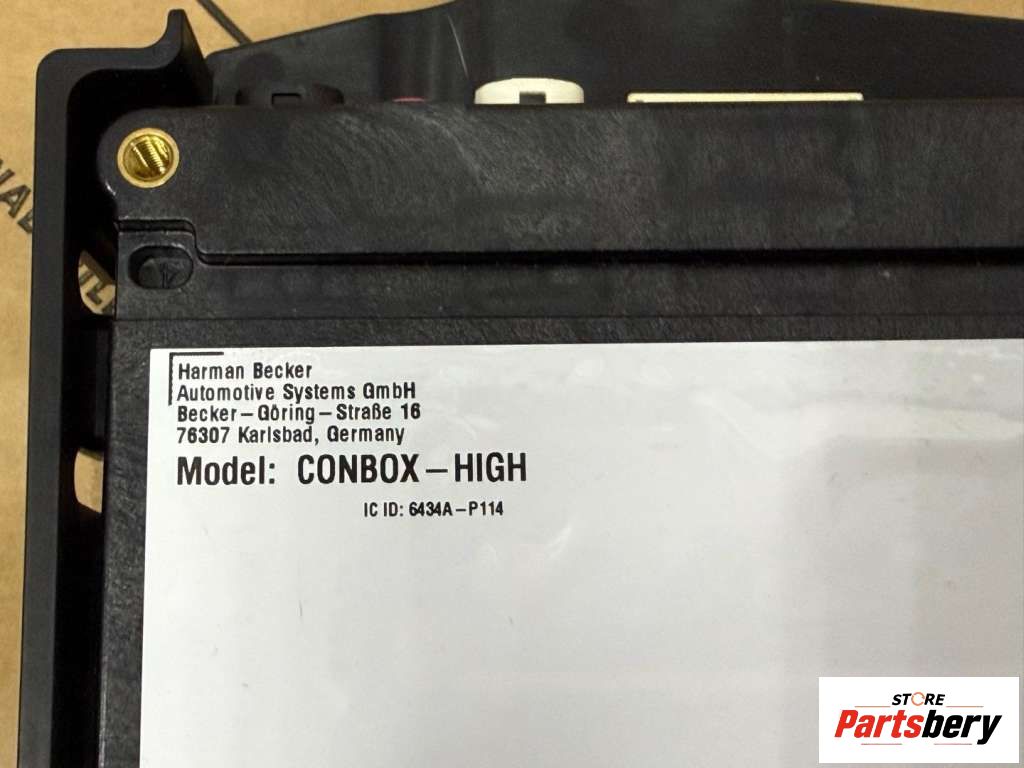 Harman Becker
Automotive Systems GmbH
Becker-Göring-Straße 16
76307 Karlsbad, Germany
Model: CONBOX-HIGH
IC ID: 6434A-P114
STORE
Partsbery